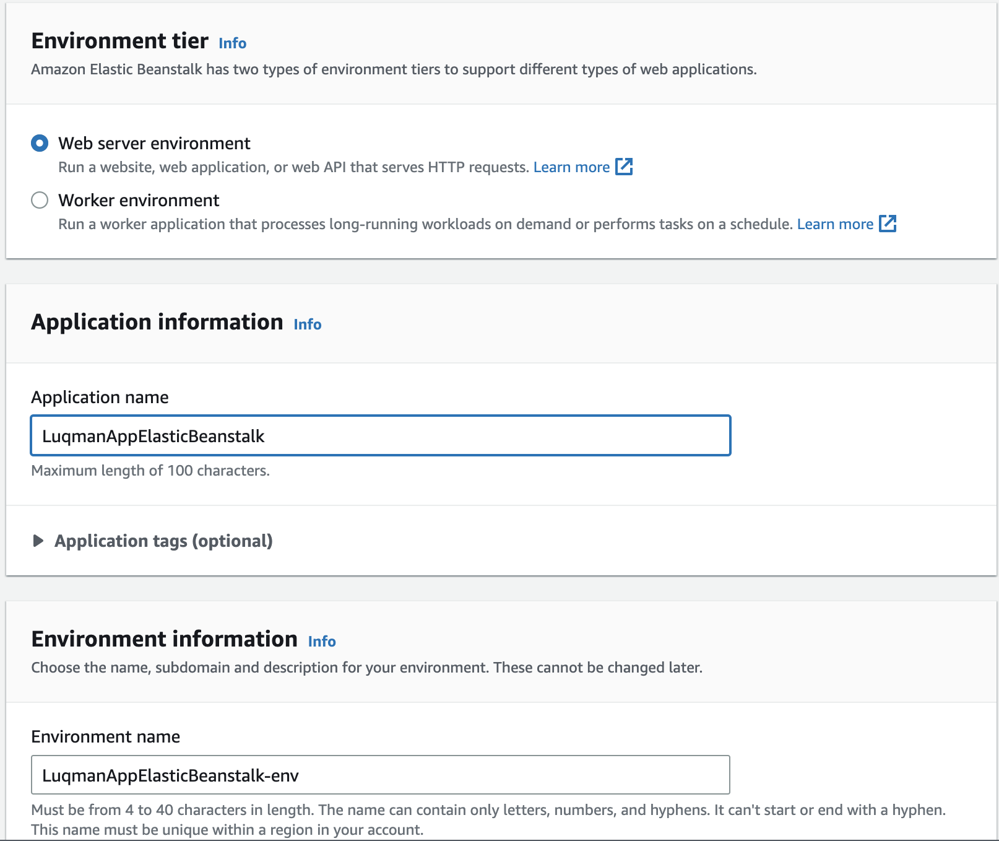 Environment tier Info
Amazon Elastic Beanstalk has two types of environment tiers to support different types of web applications.
Web server environment
Run a website, web application, or web API that serves HTTP requests. Learn more
Worker environment
Run a worker application that processes long-running workloads on demand or performs tasks on a schedule. Learn more
Application information Info
Application name
LuqmanAppElasticBeanstalk
Maximum length of 100 characters.
Application tags (optional)
Environment information Info
Choose the name, subdomain and description for your environment. These cannot be changed later.
Environment name
LuqmanAppElasticBeanstalk-env
Must be from 4 to 40 characters in length. The name can contain only letters, numbers, and hyphens. It can't start or end with a hyphen.
This name must be unique within a region in your account.